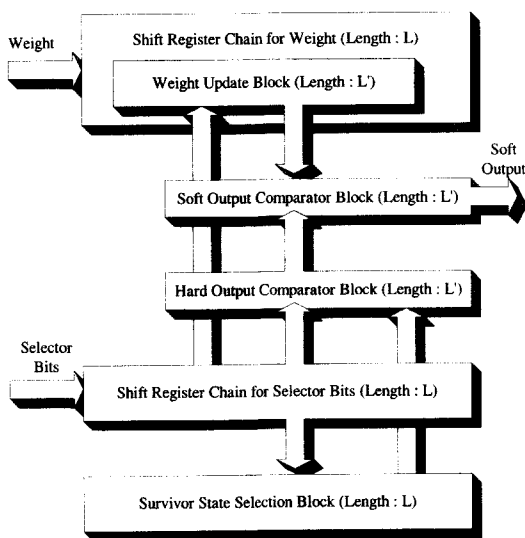 Weight
Shift Register Chain for Weight (Length : L)
Weight Update Block (Length : L')
Soft
Output
Soft Output Comparator Block (Length : L')
Hard Output Comparator Block (Length : L')
Selector
Bits
Shift Register Chain for Selector Bits (Length : L)
Survivor State Selection Block (Length : L)